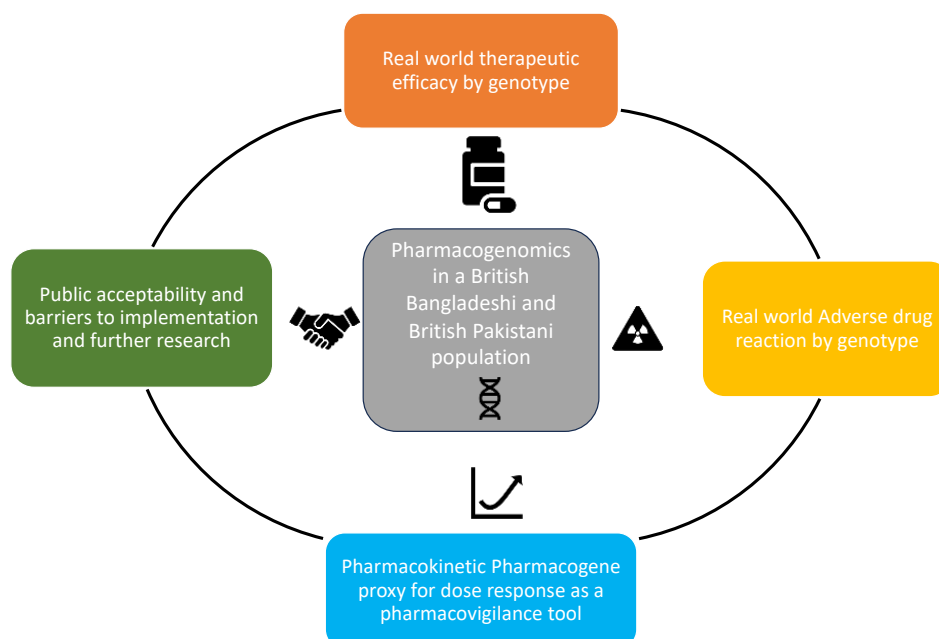 Real world therapeutic
efficacy by genotype
Pharmacogenomics
in a British
Bangladeshi and
British Pakistani
population
Public acceptability and
barriers to implementation
and further research
Real world Adverse drug
reaction by genotype
Pharmacokinetic Pharmacogene
proxy for dose response as a
pharmacovigilance tool